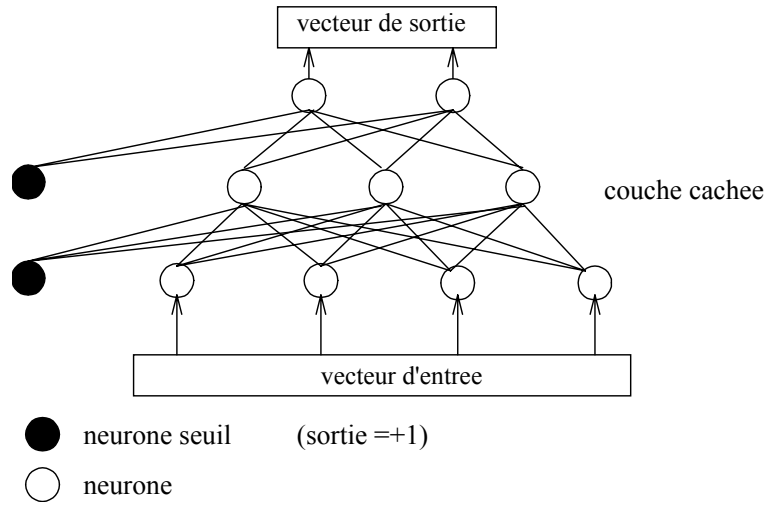 vecteur de sortie
couche cachee
vecteur d'entree
neurone seuil (sortie =+1)
neurone